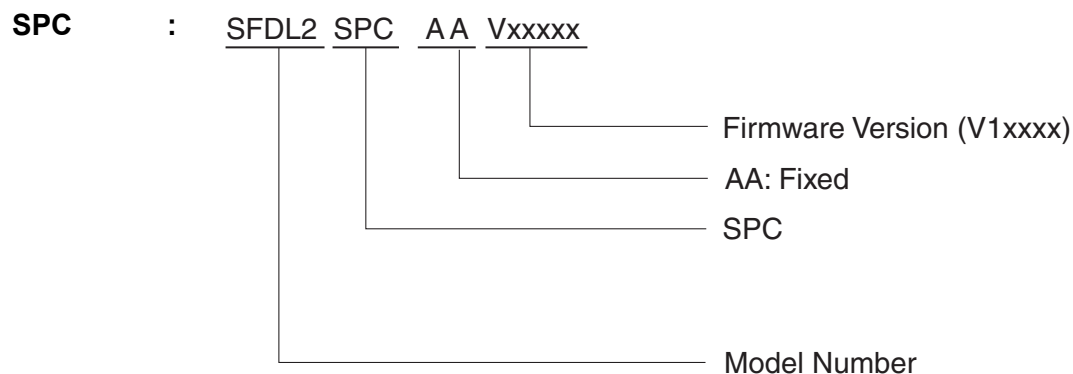 SPC : SFDL2 SPC AA Vxxxxx
Firmware Version (V1xxxx)
AA: Fixed
SPC
Model Number